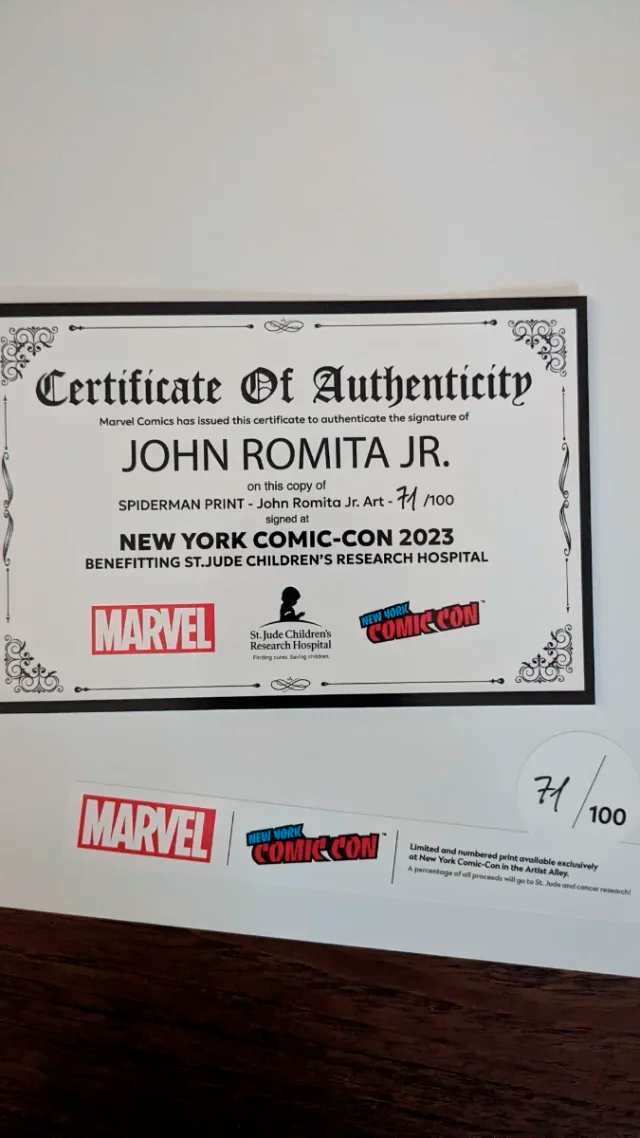 Certificate Of Authenticity
Marvel Comics has issued this certificate to authenticate the signature of
JOHN ROMITA JR.
on this copy of
SPIDERMAN PRINT - John Romita Jr. Art - 71 /100
signed at
NEW YORK COMIC-CON 2023
BENEFITTING ST.JUDE CHILDREN'S RESEARCH HOSPITAL
MARVEL
St. Jude Children's
Research Hospital
Finding cures. Saving children.
NEW YORK
COMIC CON™
71/100
MARVEL
NEW YORK
COMIC CON™
Limited and numbered print available exclusively
at New York Comic-Con in the Artist Alley.
A percentage of all proceeds will go to St. Jude and cancer research!